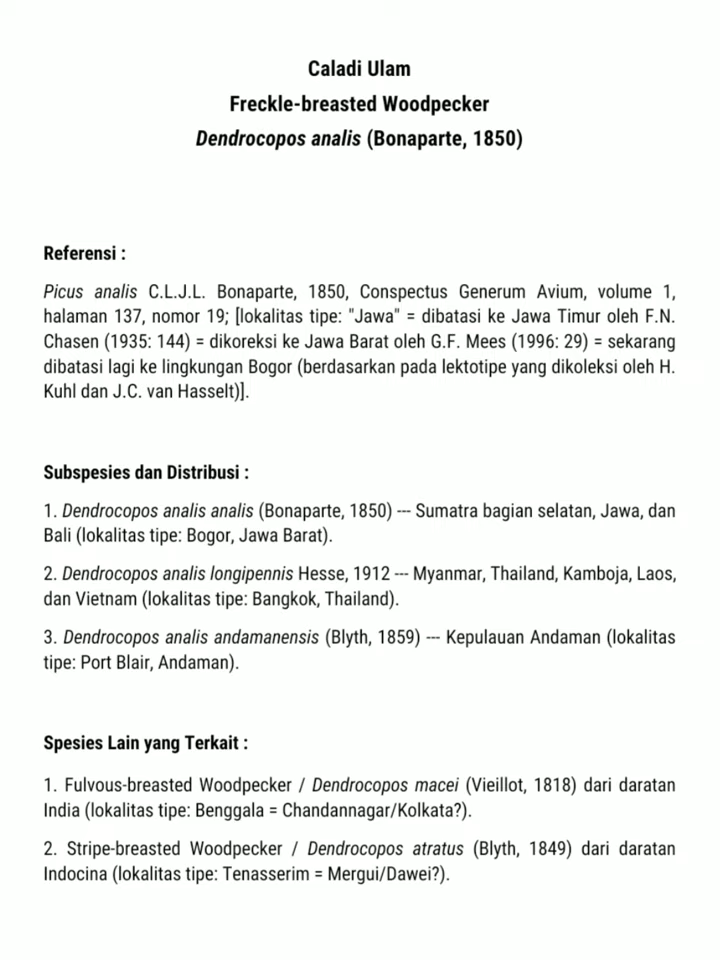 Caladi Ulam
Freckle-breasted Woodpecker
Dendrocopos analis (Bonaparte, 1850)
Referensi :
Picus analis C.L.J.L. Bonaparte, 1850, Conspectus Generum Avium, volume 1,
halaman 137, nomor 19; [lokalitas tipe: "Jawa" = dibatasi ke Jawa Timur oleh F.N.
Chasen (1935: 144) = dikoreksi ke Jawa Barat oleh G.F. Mees (1996: 29) = sekarang
dibatasi lagi ke lingkungan Bogor (berdasarkan pada lektotipe yang dikoleksi oleh H.
Kuhl dan J.C. van Hasselt)].
Subspesies dan Distribusi :
1. Dendrocopos analis analis (Bonaparte, 1850) --- Sumatra bagian selatan, Jawa, dan
Bali (lokalitas tipe: Bogor, Jawa Barat).
2. Dendrocopos analis longipennis Hesse, 1912 --- Myanmar, Thailand, Kamboja, Laos,
dan Vietnam (lokalitas tipe: Bangkok, Thailand).
3. Dendrocopos analis andamanensis (Blyth, 1859) --- Kepulauan Andaman (lokalitas
tipe: Port Blair, Andaman).
Spesies Lain yang Terkait :
1. Fulvous-breasted Woodpecker / Dendrocopos macei (Vieillot, 1818) dari daratan
India (lokalitas tipe: Benggala = Chandannagar/Kolkata?).
2. Stripe-breasted Woodpecker / Dendrocopos atratus (Blyth, 1849) dari daratan
Indocina (lokalitas tipe: Tenasserim = Mergui/Dawei?).